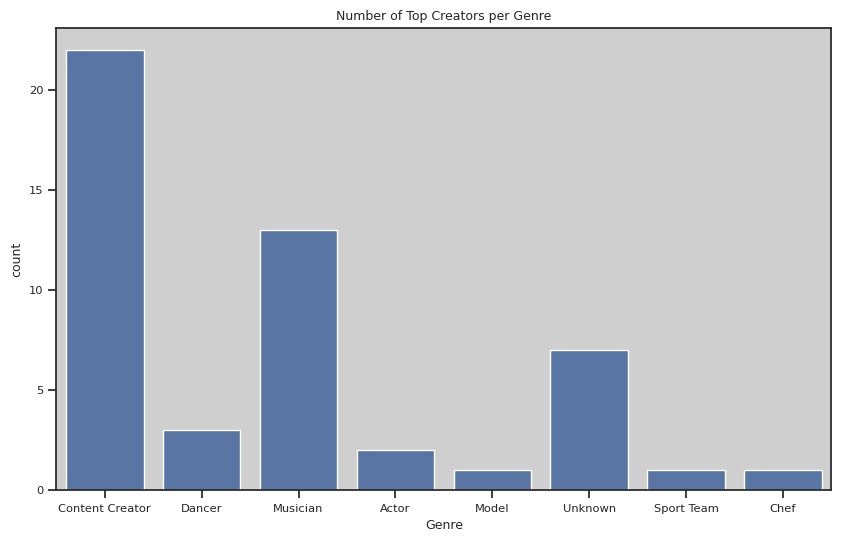 Number of Top Creators per Genre
count
20
15
10
5
0
Content Creator Dancer Musician Actor Model Unknown Sport Team Chef
Genre